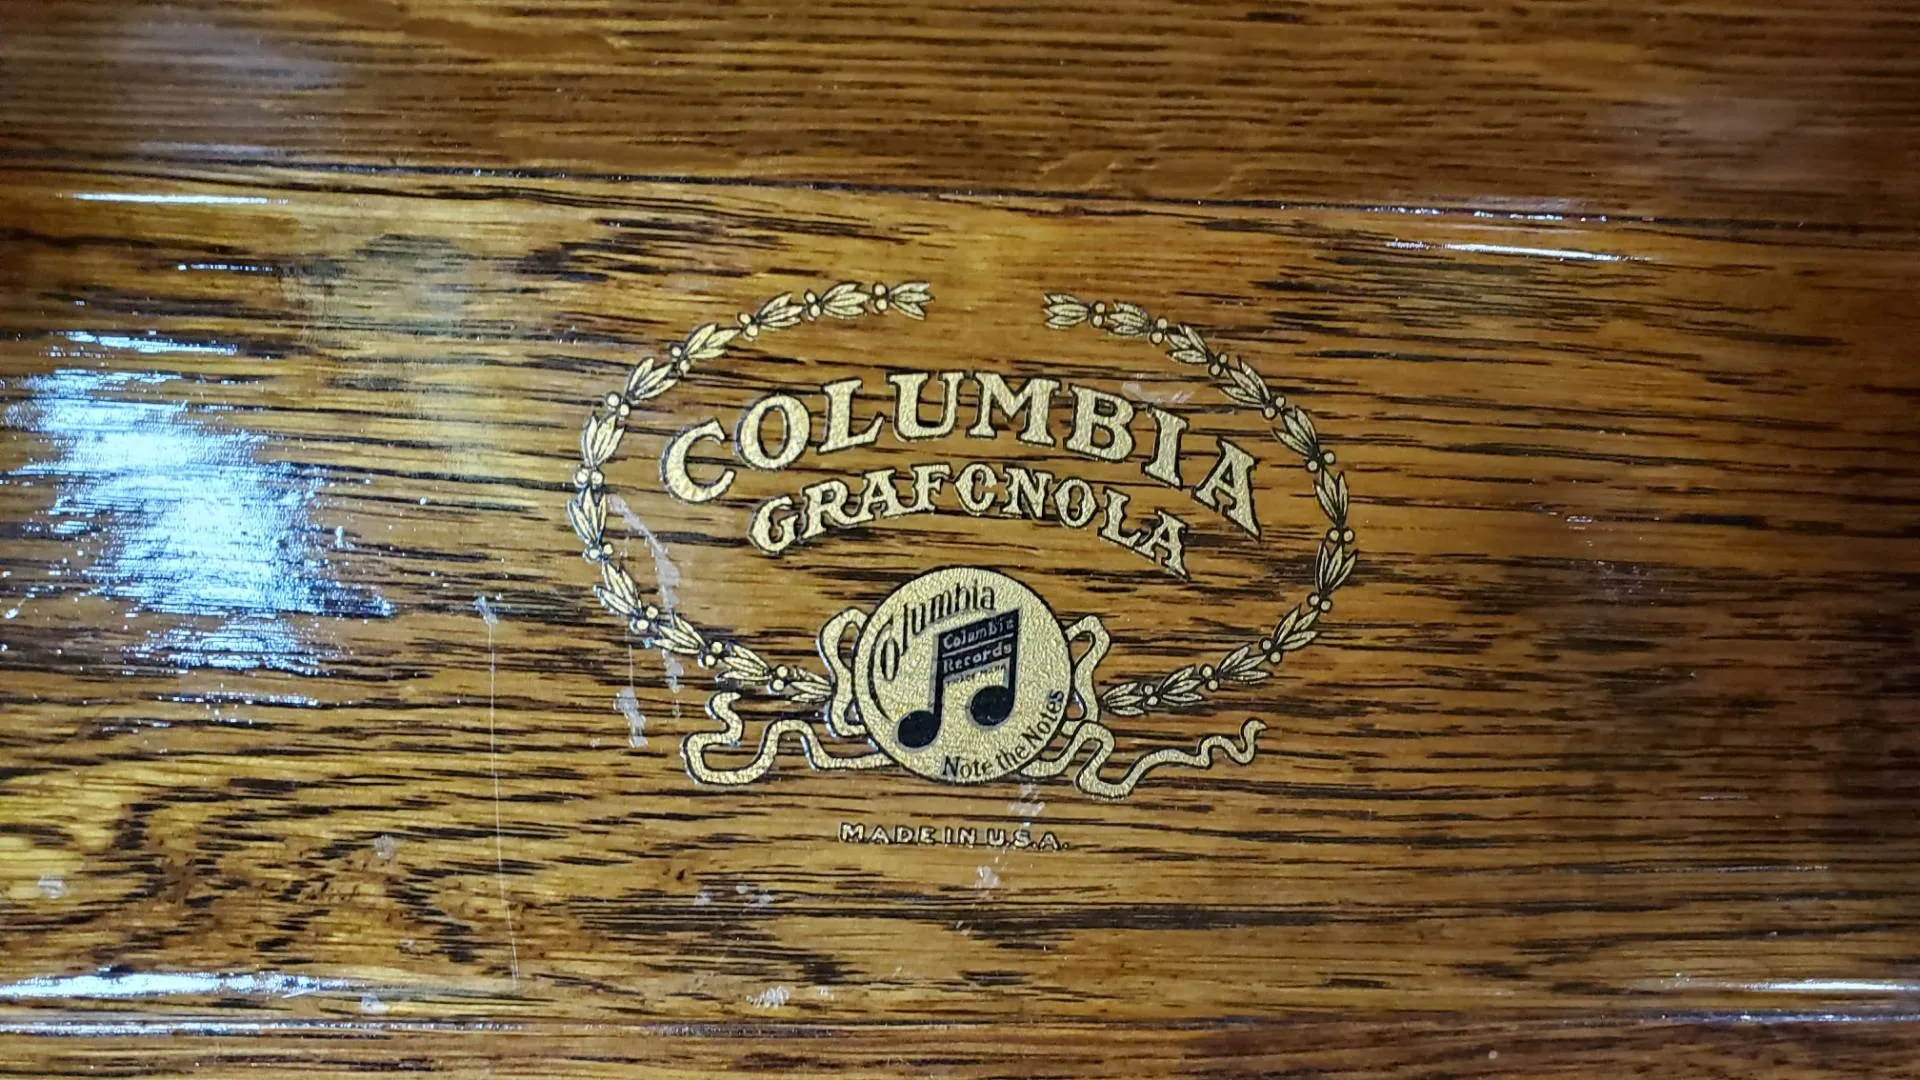 COLUMBIA
GRAFONOLA
Columbia
Columbia
Records
Note the Notes
MADE IN U.S.A.